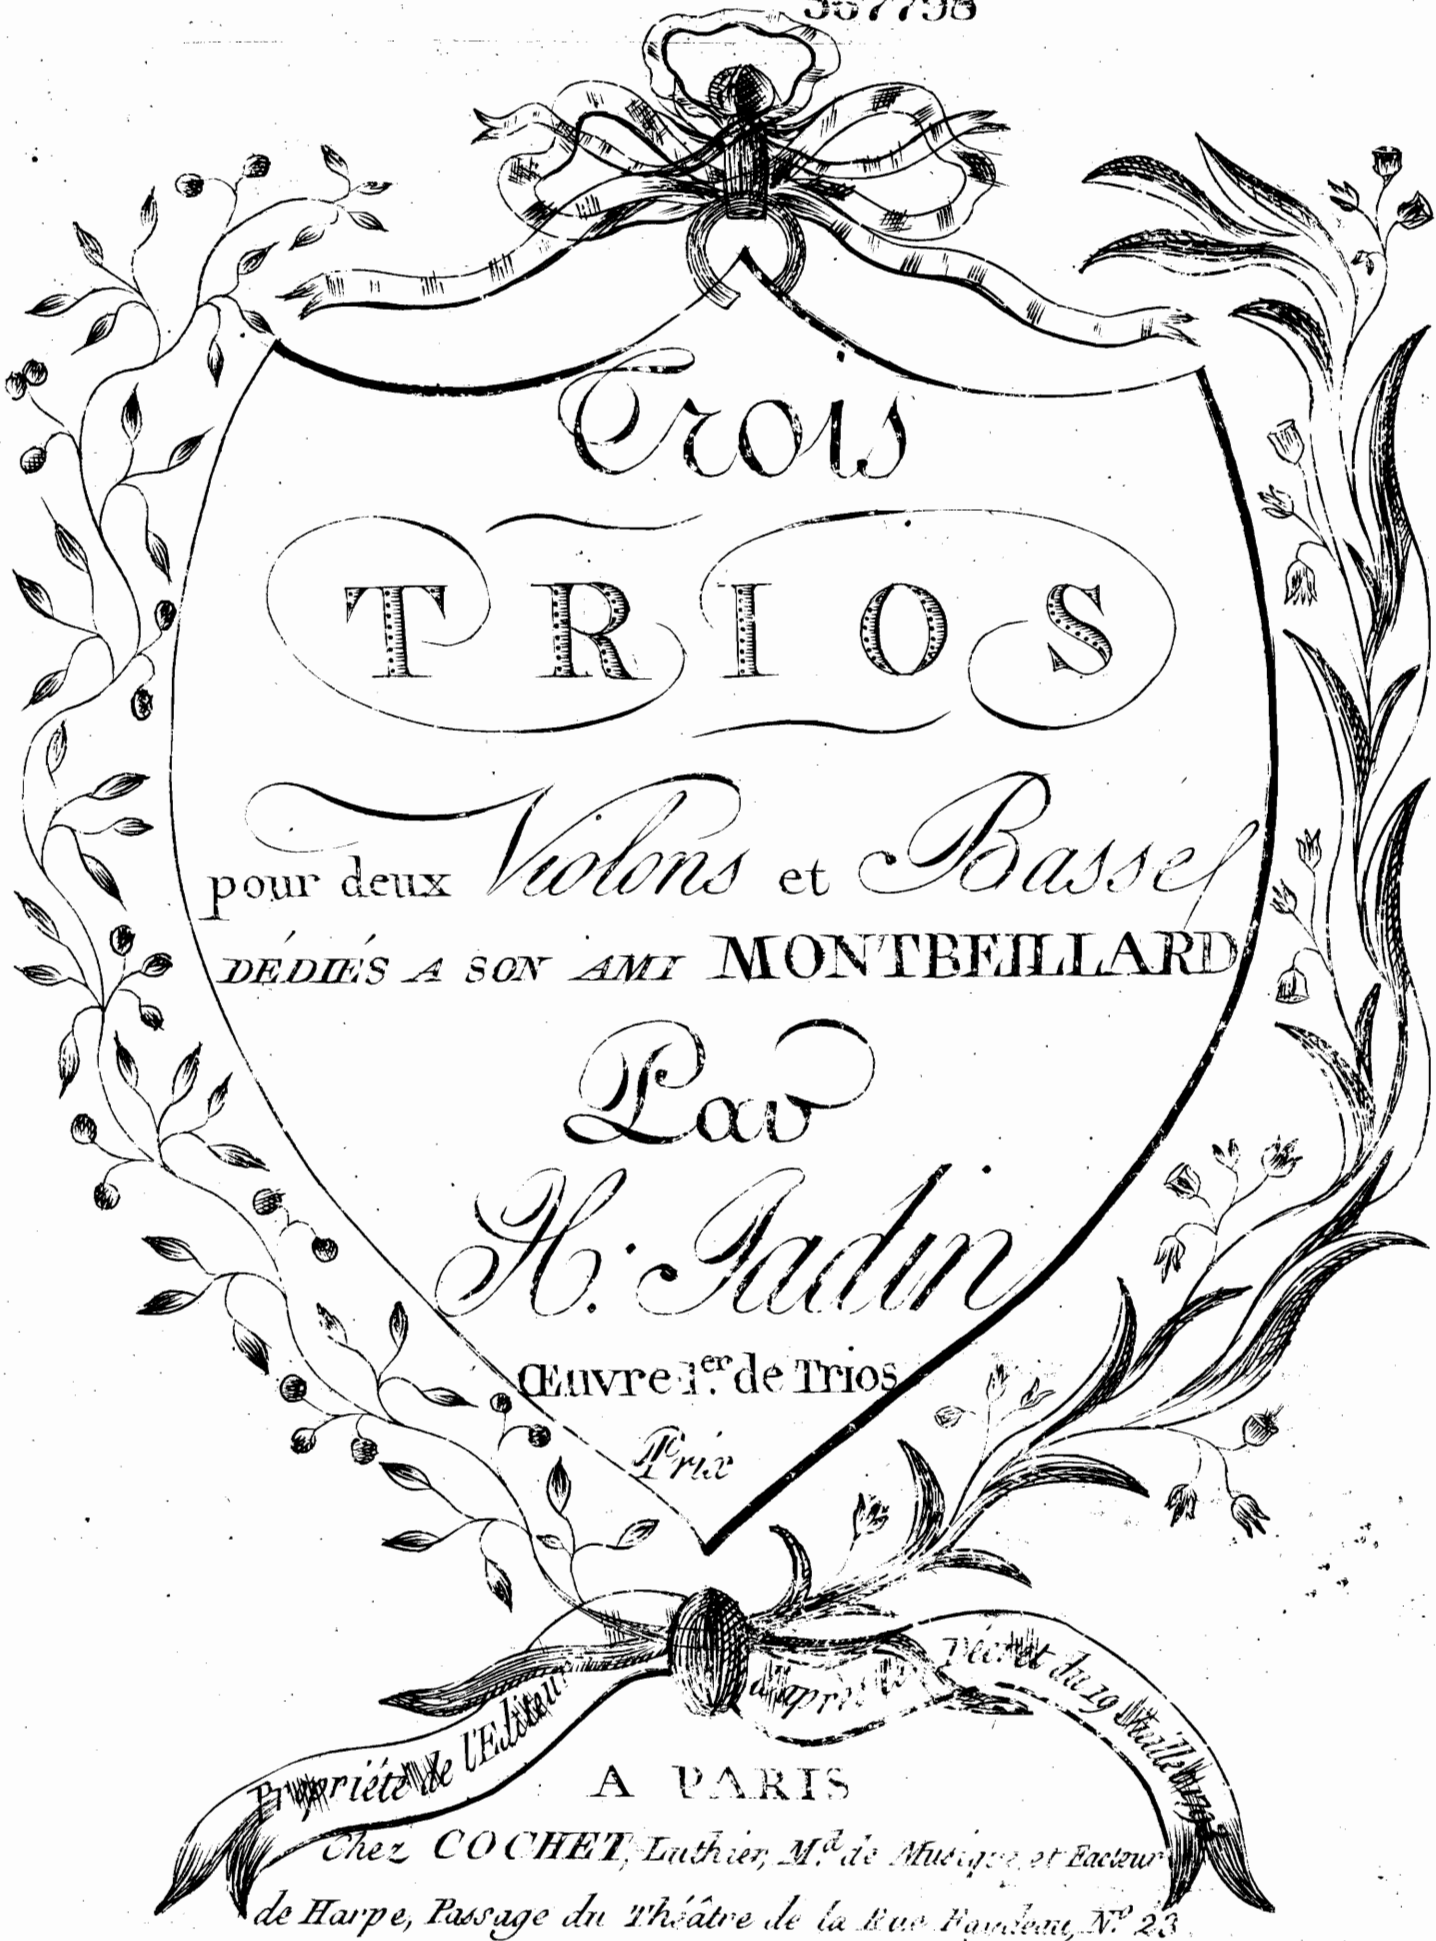 367798
Trois
TRIOS
pour deux Violons et Basse
DÉDIÉS A SON AMI MONTBEILLARD
Par
H. Jadin
Œuvre 1.er de Trios
Prix
Propriété de l'Editeur d'après le Décret du 19 Juillet
A PARIS
Chez COCHET, Luthier, M.d de Musique et Facteur
de Harpe, Passage du Théâtre de la Rue Faydeau, N.o 23